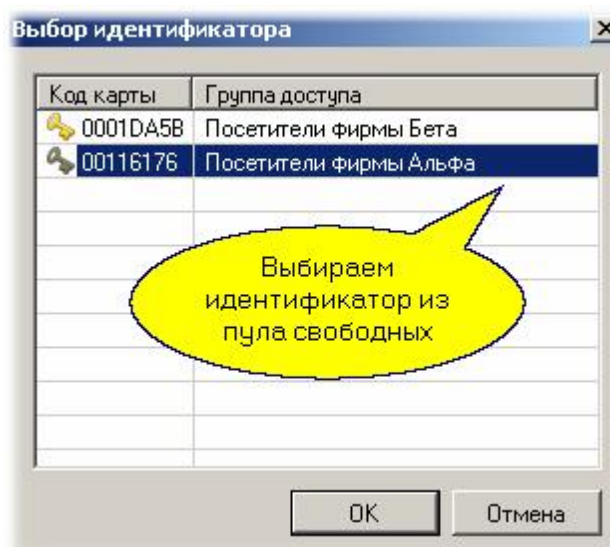 Выбор идентификатора
Код карты Группа доступа
0001DA5B Посетители фирмы Бета
00116176 Посетители фирмы Альфа
Выбираем
идентификатор из
пула свободных
OK Отмена